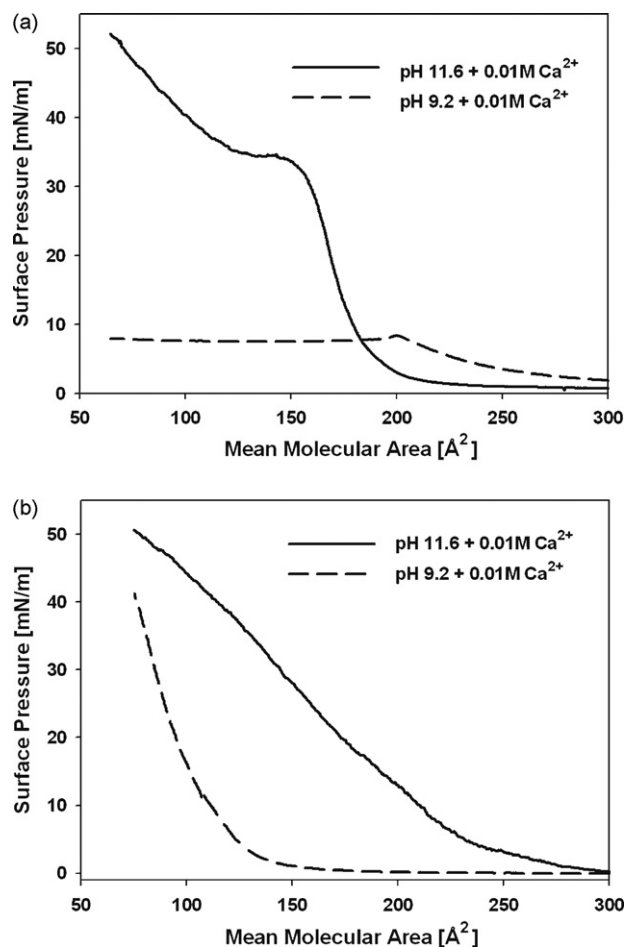 (a)
pH 11.6 + 0.01M Ca²⁺
pH 9.2 + 0.01M Ca²⁺
Surface Pressure [mN/m]
50
40
30
20
10
0
50 100 150 200 250 300
Mean Molecular Area [Å²]
(b)
pH 11.6 + 0.01M Ca²⁺
pH 9.2 + 0.01M Ca²⁺
Surface Pressure [mN/m]
50
40
30
20
10
0
50 100 150 200 250 300
Mean Molecular Area [Å²]